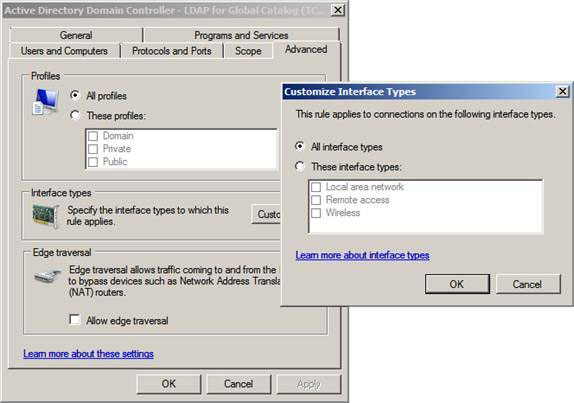 Active Directory Domain Controller - LDAP for Global Catalog (TC...
General
Programs and Services
Users and Computers
Protocols and Ports
Scope
Advanced
Profiles
All profiles
These profiles:
Domain
Private
Public
Interface types
Specify the interface types to which this
rule applies.
Custo
Edge traversal
Edge traversal allows traffic coming to and from the
to bypass devices such as Network Address Transla
(NAT) routers.
Allow edge traversal
Learn more about these settings
OK
Cancel
Apply
Customize Interface Types
This rule applies to connections on the following interface types.
All interface types
These interface types:
Local area network
Remote access
Wireless
Learn more about interface types
OK
Cancel